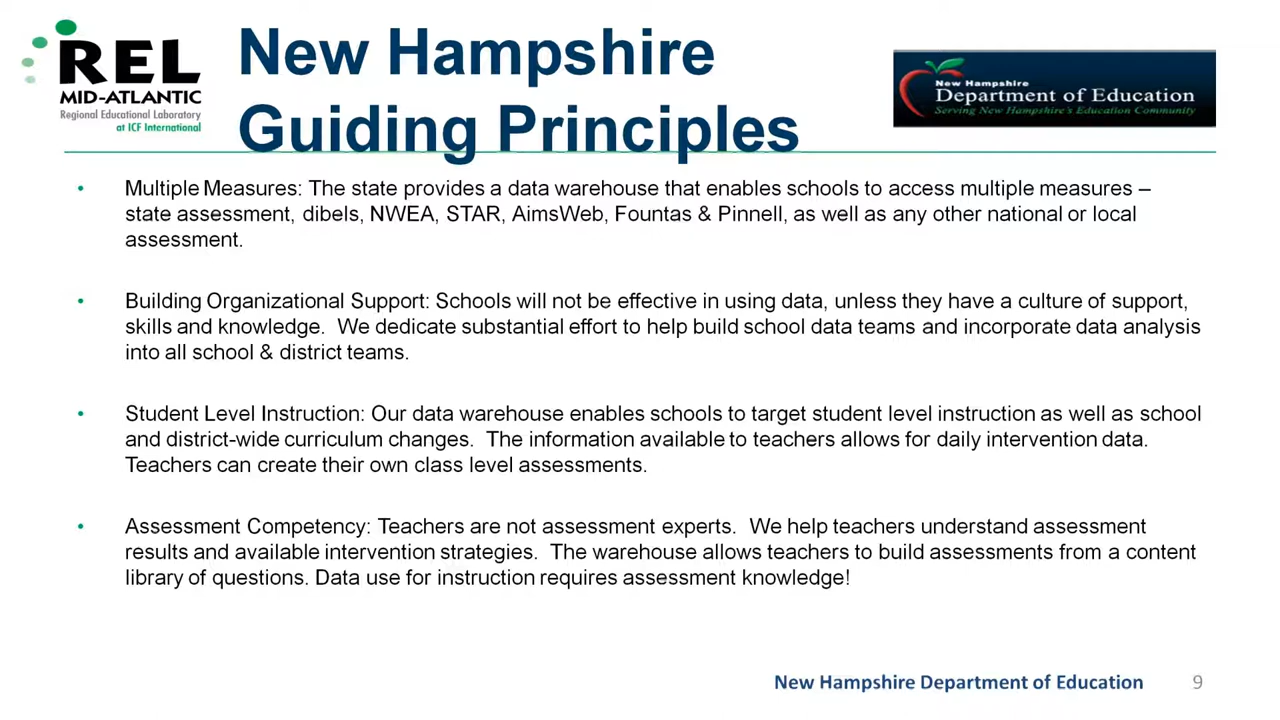 REL
MID-ATLANTIC
Regional Educational Laboratory
at ICF International
New Hampshire
Guiding Principles
New Hampshire
Department of Education
Serving New Hampshire's Education Community
• Multiple Measures: The state provides a data warehouse that enables schools to access multiple measures –
state assessment, dibels, NWEA, STAR, AimsWeb, Fountas & Pinnell, as well as any other national or local
assessment.
• Building Organizational Support: Schools will not be effective in using data, unless they have a culture of support,
skills and knowledge.  We dedicate substantial effort to help build school data teams and incorporate data analysis
into all school & district teams.
• Student Level Instruction: Our data warehouse enables schools to target student level instruction as well as school
and district-wide curriculum changes.  The information available to teachers allows for daily intervention data.
Teachers can create their own class level assessments.
• Assessment Competency: Teachers are not assessment experts.  We help teachers understand assessment
results and available intervention strategies.  The warehouse allows teachers to build assessments from a content
library of questions. Data use for instruction requires assessment knowledge!
New Hampshire Department of Education 9